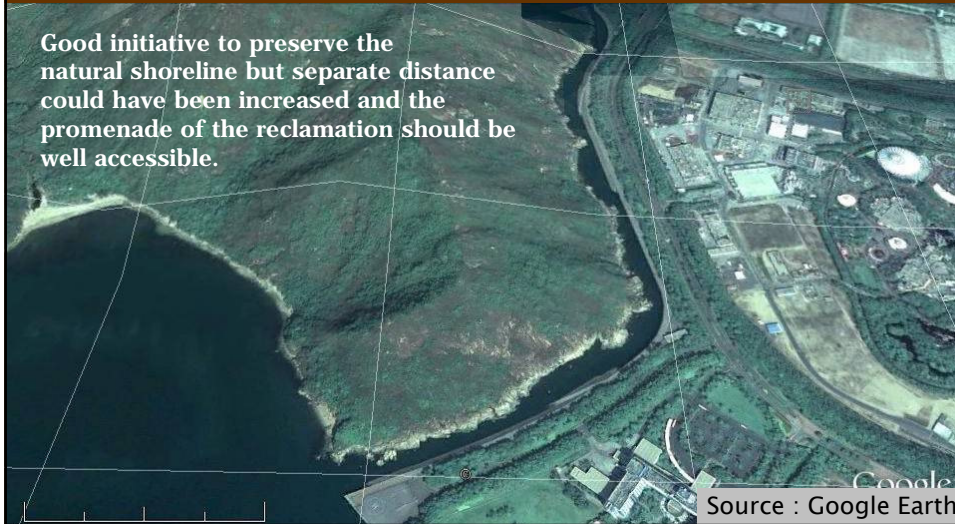 Good initiative to preserve the
natural shoreline but separate distance
could have been increased and the
promenade of the reclamation should be
well accessible.
Google
Source : Google Earth